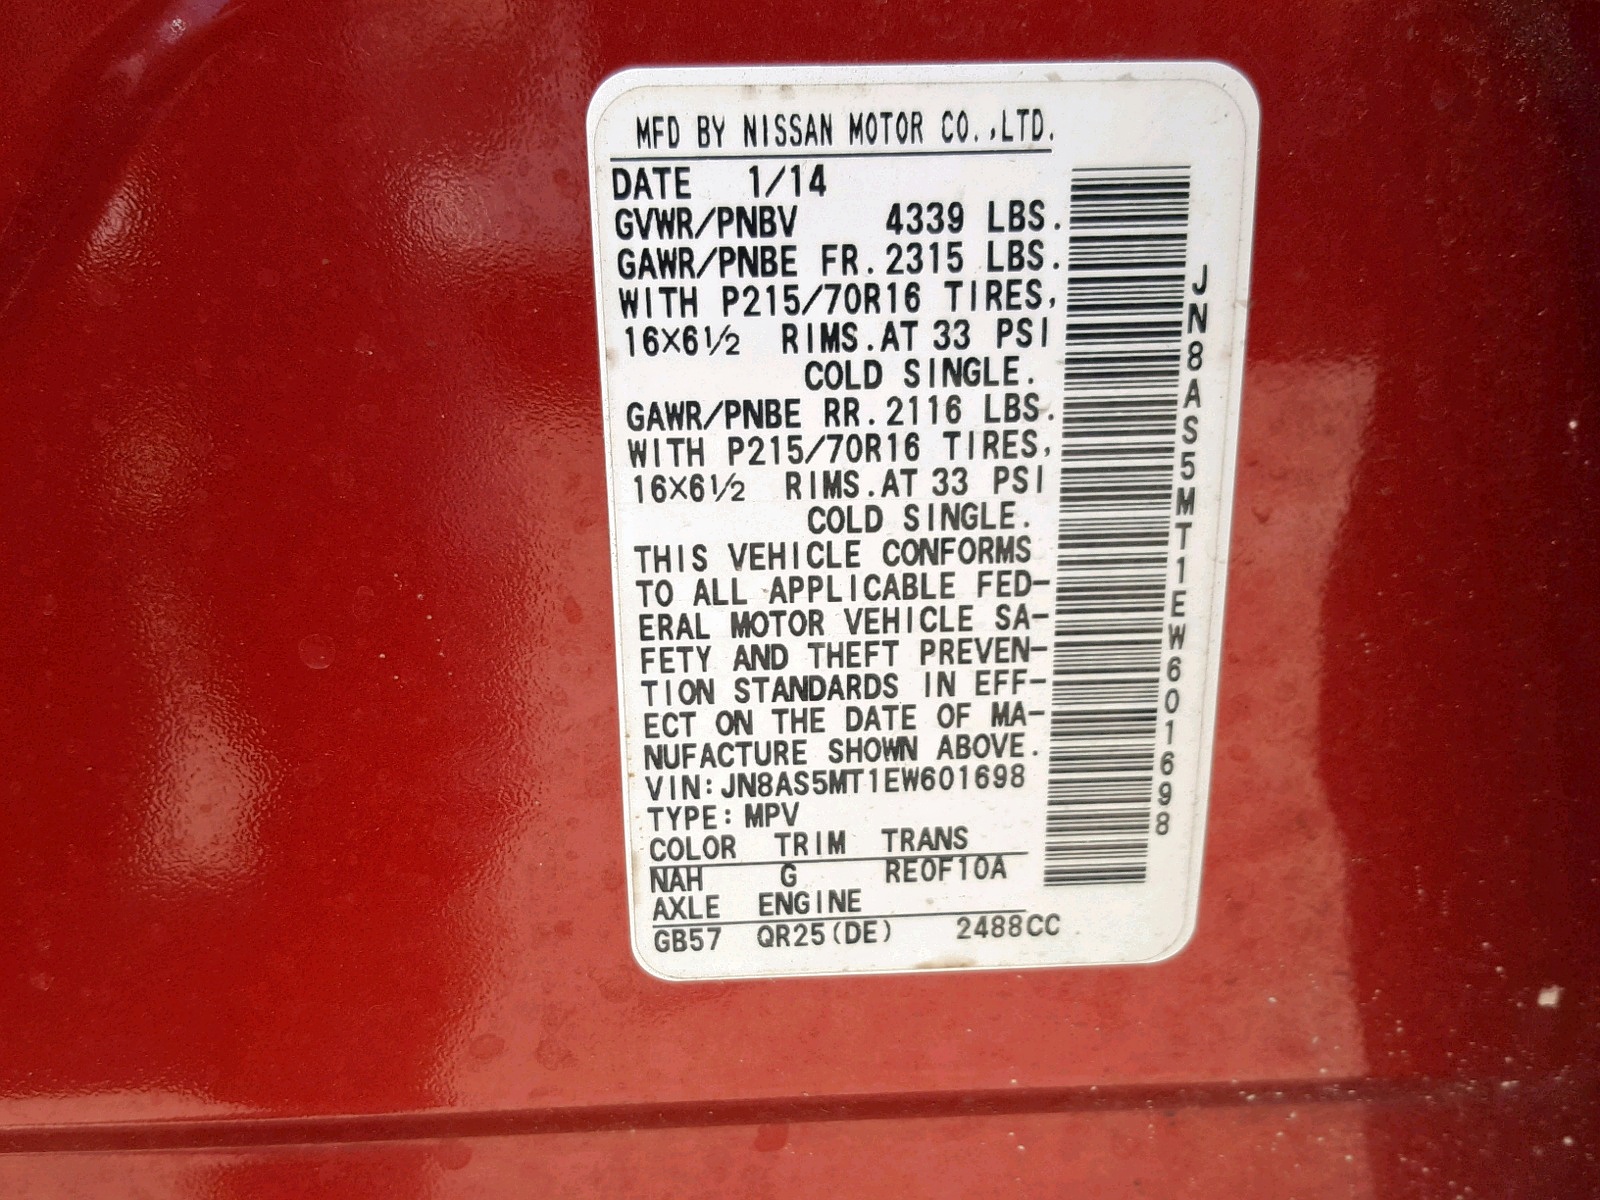 MFD BY NISSAN MOTOR CO.,LTD.
DATE 1/14
GVWR/PNBV 4339 LBS.
GAWR/PNBE FR.2315 LBS.
WITH P215/70R16 TIRES,
16×6½ RIMS.AT 33 PSI
COLD SINGLE.
GAWR/PNBE RR.2116 LBS.
WITH P215/70R16 TIRES,
16×6½ RIMS.AT 33 PSI
COLD SINGLE.
THIS VEHICLE CONFORMS
TO ALL APPLICABLE FED-
ERAL MOTOR VEHICLE SA-
FETY AND THEFT PREVEN-
TION STANDARDS IN EFF-
ECT ON THE DATE OF MA-
NUFACTURE SHOWN ABOVE.
VIN:JN8AS5MT1EW601698
TYPE:MPV
COLOR TRIM TRANS
NAH G RE0F10A
AXLE ENGINE
GB57 QR25(DE) 2488CC
JN8AS5MT1EW601698